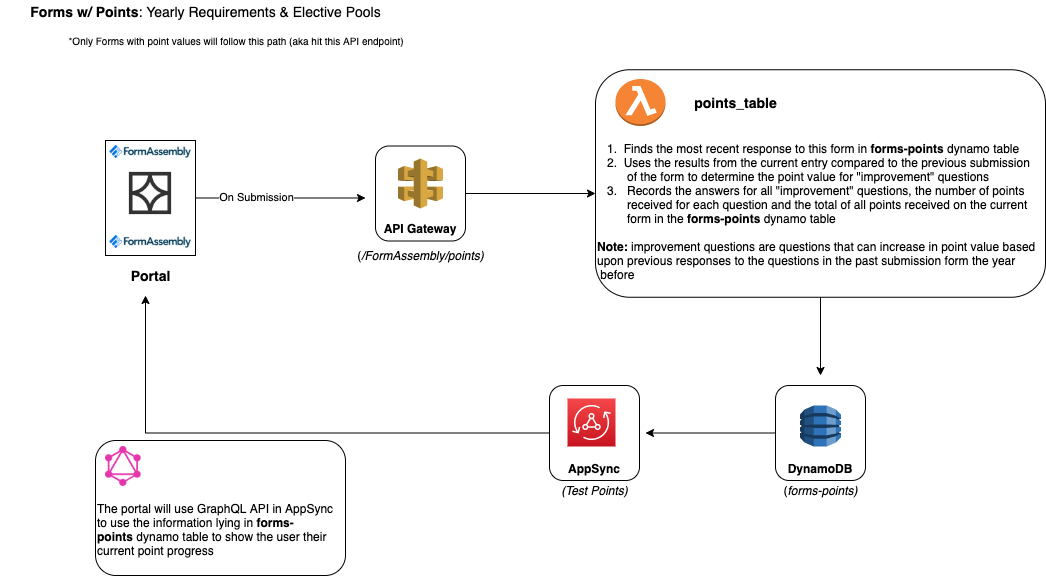 Forms w/ Points: Yearly Requirements & Elective Pools
*Only Forms with point values will follow this path (aka hit this API endpoint)
points_table
1. Finds the most recent response to this form in forms-points dynamo table
2. Uses the results from the current entry compared to the previous submission
of the form to determine the point value for "improvement" questions
3. Records the answers for all "improvement" questions, the number of points
received for each question and the total of all points received on the current
form in the forms-points dynamo table
Note: improvement questions are questions that can increase in point value based
upon previous responses to the questions in the past submission form the year
before
FormAssembly
FormAssembly
Portal
On Submission
API Gateway
(/FormAssembly/points)
AppSync
(Test Points)
DynamoDB
(forms-points)
The portal will use GraphQL API in AppSync
to use the information lying in forms-
points dynamo table to show the user their
current point progress